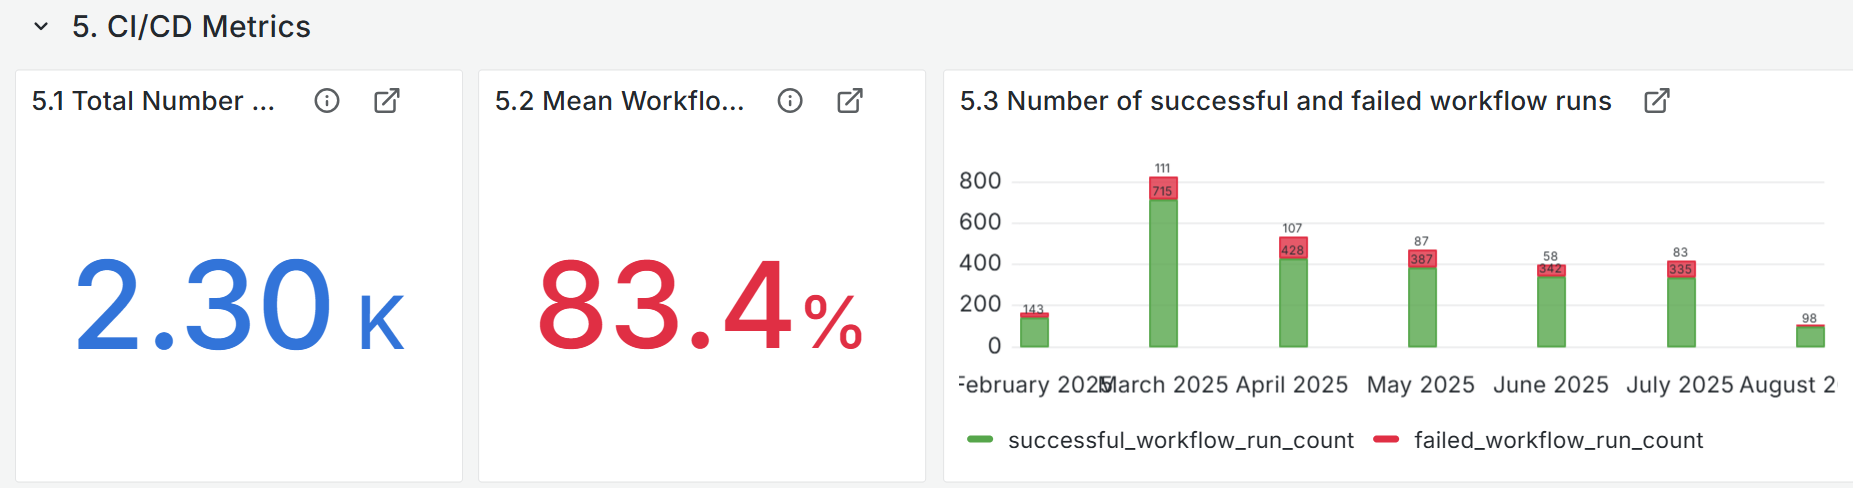 5. CI/CD Metrics
5.1 Total Number ...
5.2 Mean Workflo...
5.3 Number of successful and failed workflow runs
2.30 K
83.4%
800
600
400
200
0
143
111
715
107
428
87
387
58
342
83
335
98
February 2025
March 2025
April 2025
May 2025
June 2025
July 2025
August 2
successful_workflow_run_count
failed_workflow_run_count